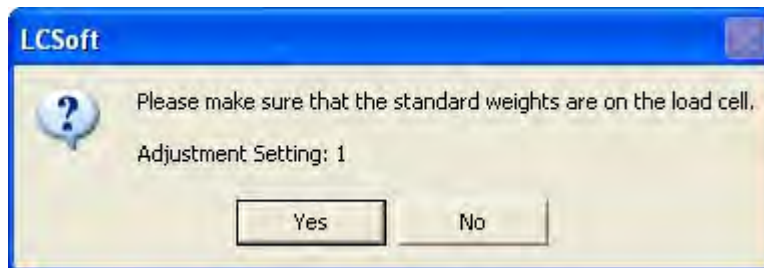 LCSoft
Please make sure that the standard weights are on the load cell.
Adjustment Setting: 1
Yes No